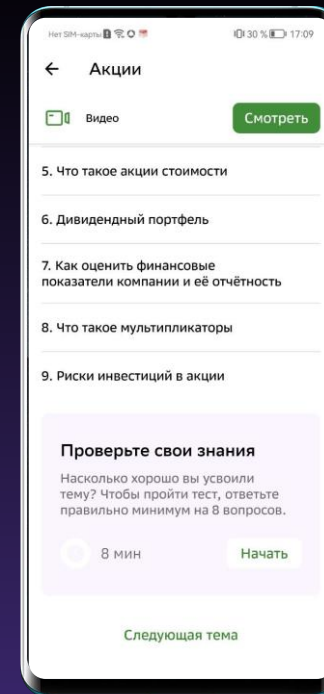 Нет SIM-карты 30 % 17:09
Акции
Видео Смотреть
5. Что такое акции стоимости
6. Дивидендный портфель
7. Как оценить финансовые
показатели компании и её отчётность
8. Что такое мультипликаторы
9. Риски инвестиций в акции
Проверьте свои знания
Насколько хорошо вы усвоили
тему? Чтобы пройти тест, ответьте
правильно минимум на 8 вопросов.
8 мин Начать
Следующая тема